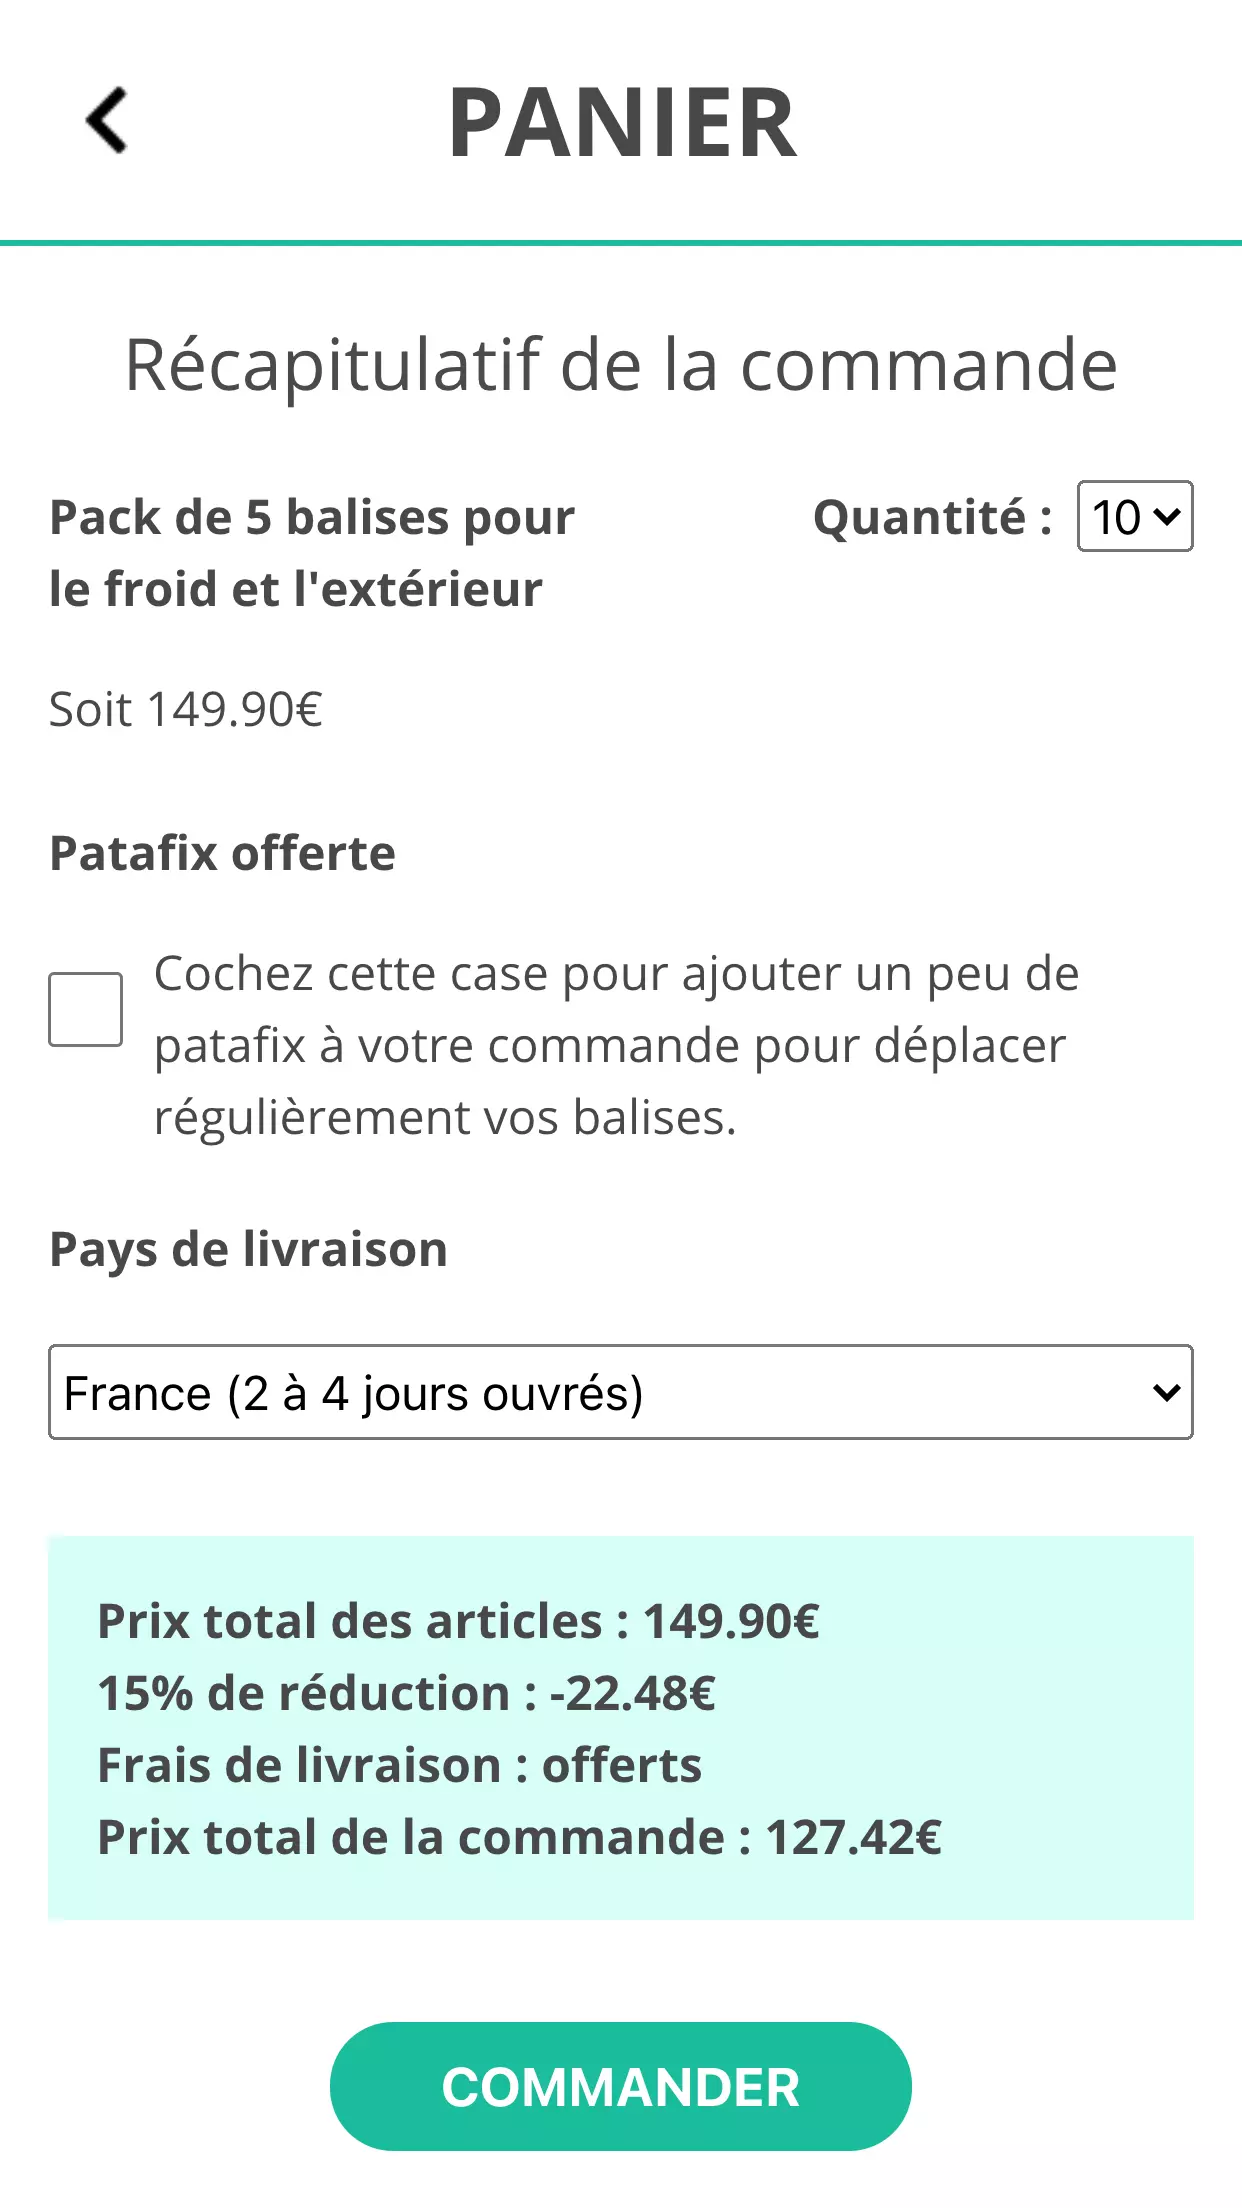 PANIER
Récapitulatif de la commande
Pack de 5 balises pour
le froid et l'extérieur
Quantité : 10
Soit 149.90€
Patafix offerte
Cochez cette case pour ajouter un peu de
patafix à votre commande pour déplacer
régulièrement vos balises.
Pays de livraison
France (2 à 4 jours ouvrés)
Prix total des articles : 149.90€
15% de réduction : -22.48€
Frais de livraison : offerts
Prix total de la commande : 127.42€
COMMANDER